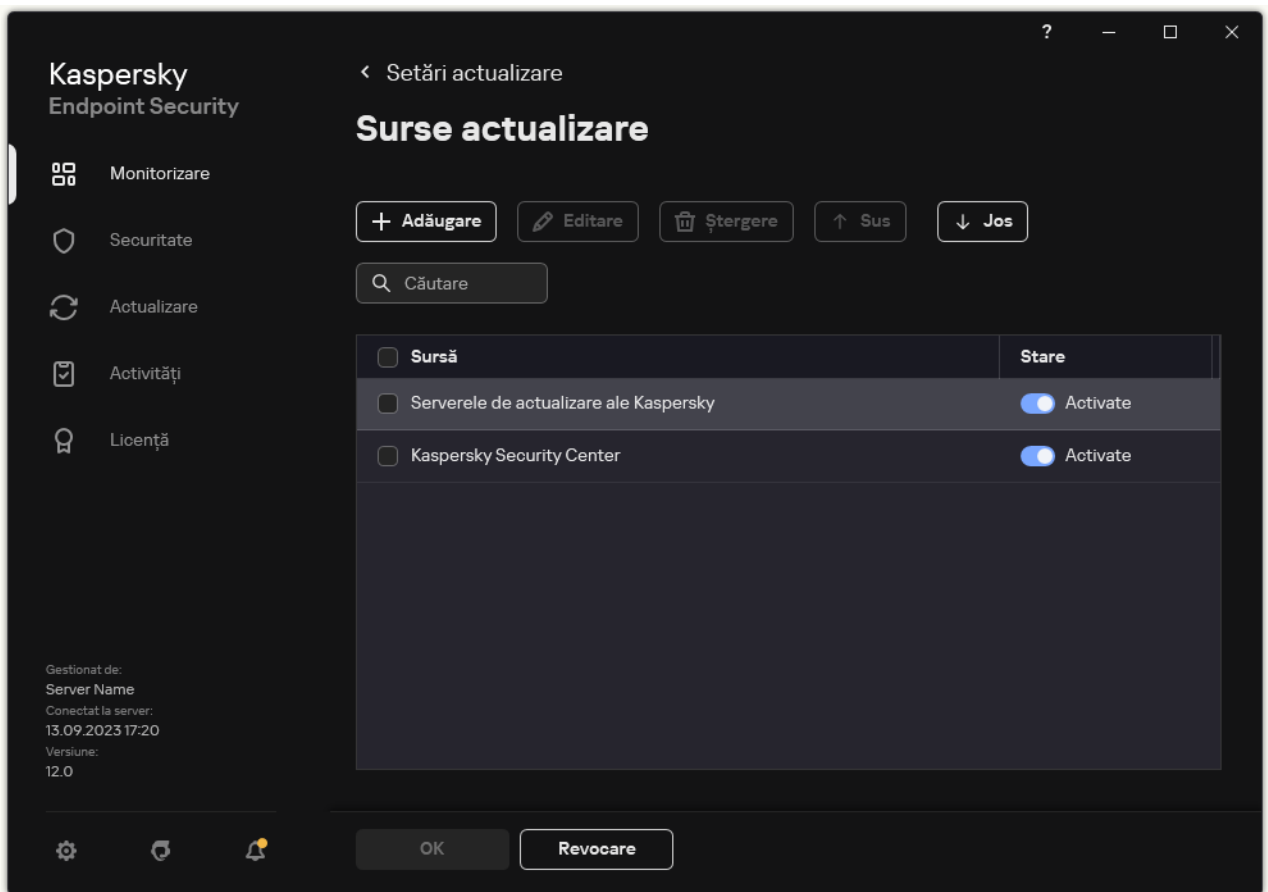 ?
Kaspersky
Endpoint Security
Monitorizare
Securitate
Actualizare
Activități
Licență
Gestionat de:
Server Name
Conectat la server:
13.09.2023 17:20
Versiune:
12.0
Setări actualizare
Surse actualizare
Adăugare Editare Ștergere Sus Jos
Căutare
Sursă Stare
Serverele de actualizare ale Kaspersky Activate
Kaspersky Security Center Activate
OK Revocare